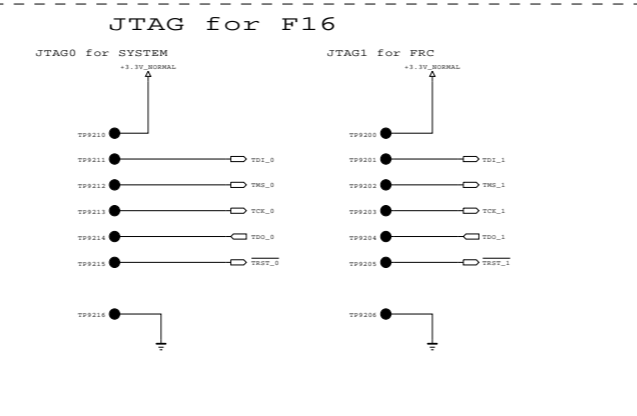 JTAG for F16
JTAG0 for SYSTEM
+3.3V_NORMAL
TP9210
TP9211 TDI_0
TP9212 TMS_0
TP9213 TCK_0
TP9214 TDO_0
TP9215 TRST_0
TP9216
JTAG1 for FRC
+3.3V_NORMAL
TP9200
TP9201 TDI_1
TP9202 TMS_1
TP9203 TCK_1
TP9204 TDO_1
TP9205 TRST_1
TP9206